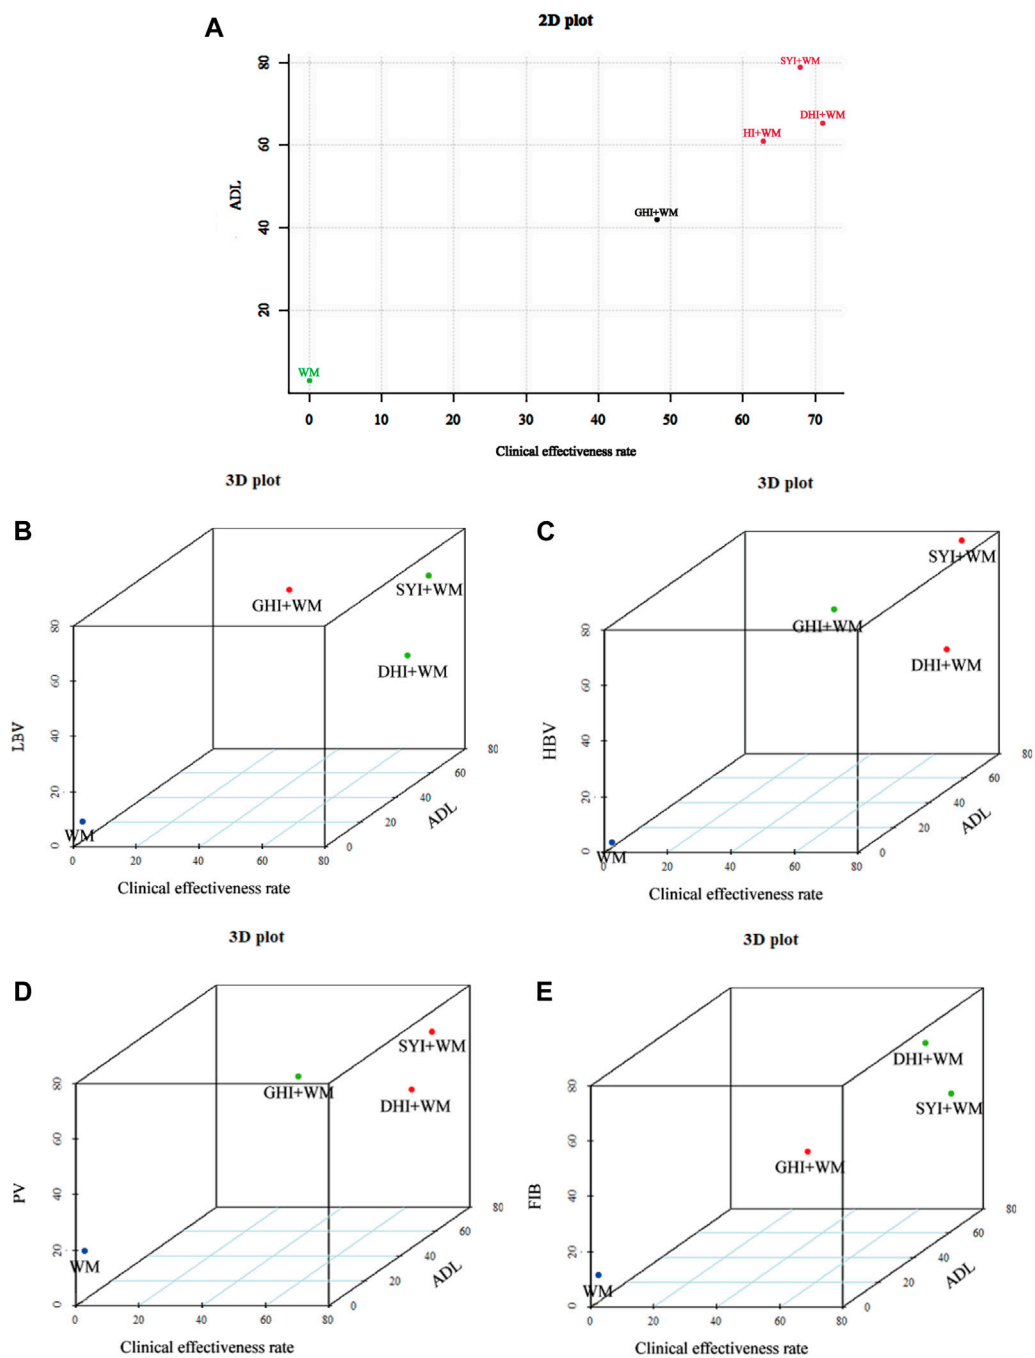 A
2D plot
80
60
40
20
ADL
SYI+WM
DHI+WM
HI+WM
GHI+WM
WM
0 10 20 30 40 50 60 70
Clinical effectiveness rate
3D plot
B
80
60
40
20
0
LBV
GHI+WM
SYI+WM
DHI+WM
WM
0 20 40 60 80
0 20 40 60 80
ADL
Clinical effectiveness rate
3D plot
C
80
60
40
20
0
HBV
SYI+WM
GHI+WM
DHI+WM
WM
0 20 40 60 80
0 20 40 60 80
ADL
Clinical effectiveness rate
3D plot
D
80
60
40
20
0
PV
SYI+WM
GHI+WM
DHI+WM
WM
0 20 40 60 80
0 20 40 60 80
ADL
Clinical effectiveness rate
3D plot
E
80
60
40
20
0
FIB
DHI+WM
SYI+WM
GHI+WM
WM
0 20 40 60 80
0 20 40 60 80
ADL
Clinical effectiveness rate